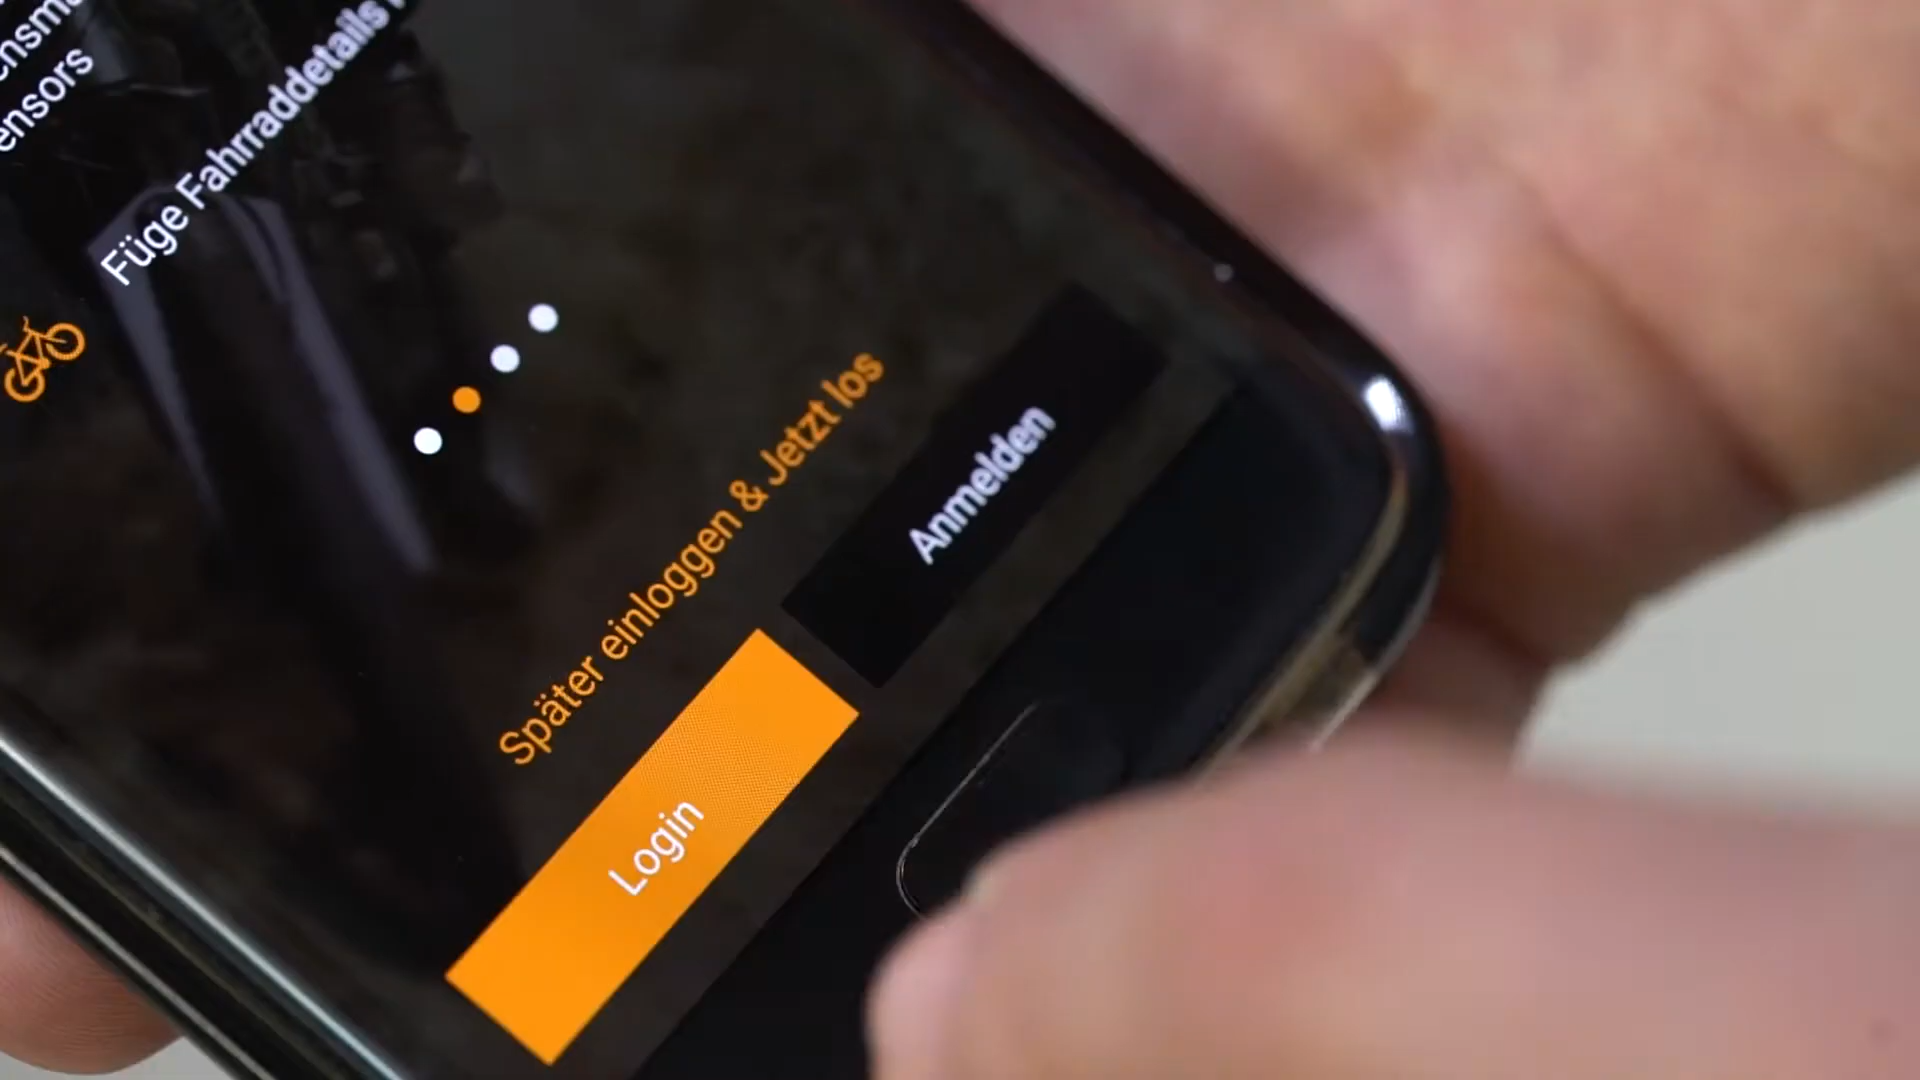 ensors
Füge Fahrraddetails
Später einloggen & Jetzt los
Login
Anmelden